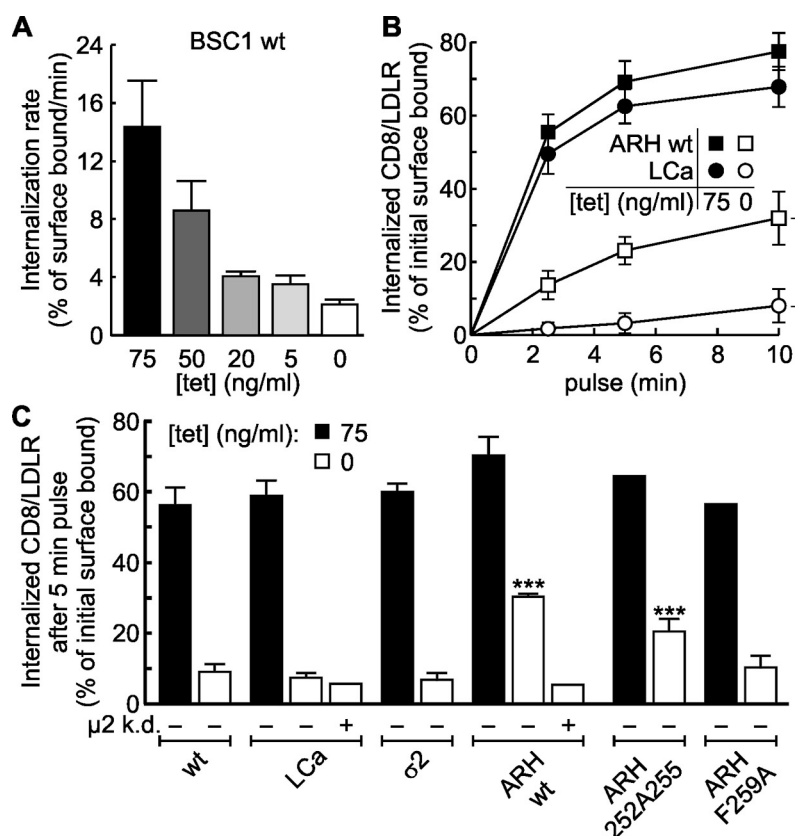 A
BSC1 wt
Internalization rate
(% of surface bound/min)
24
20
16
12
8
4
0
75 50 20 5 0
[tet] (ng/ml)
B
Internalized CD8/LDLR
(% of initial surface bound)
80
60
40
20
0
ARH wt
LCa
[tet] (ng/ml) 75 0
0 2 4 6 8 10
pulse (min)
C
Internalized CD8/LDLR
after 5 min pulse
(% of initial surface bound)
80
60
40
20
0
[tet] (ng/ml): 75
0
***
***
μ2 k.d. – – – – + – – – – + – – – –
wt
LCa
σ2
ARH
wt
ARH
252A255
ARH
F259A